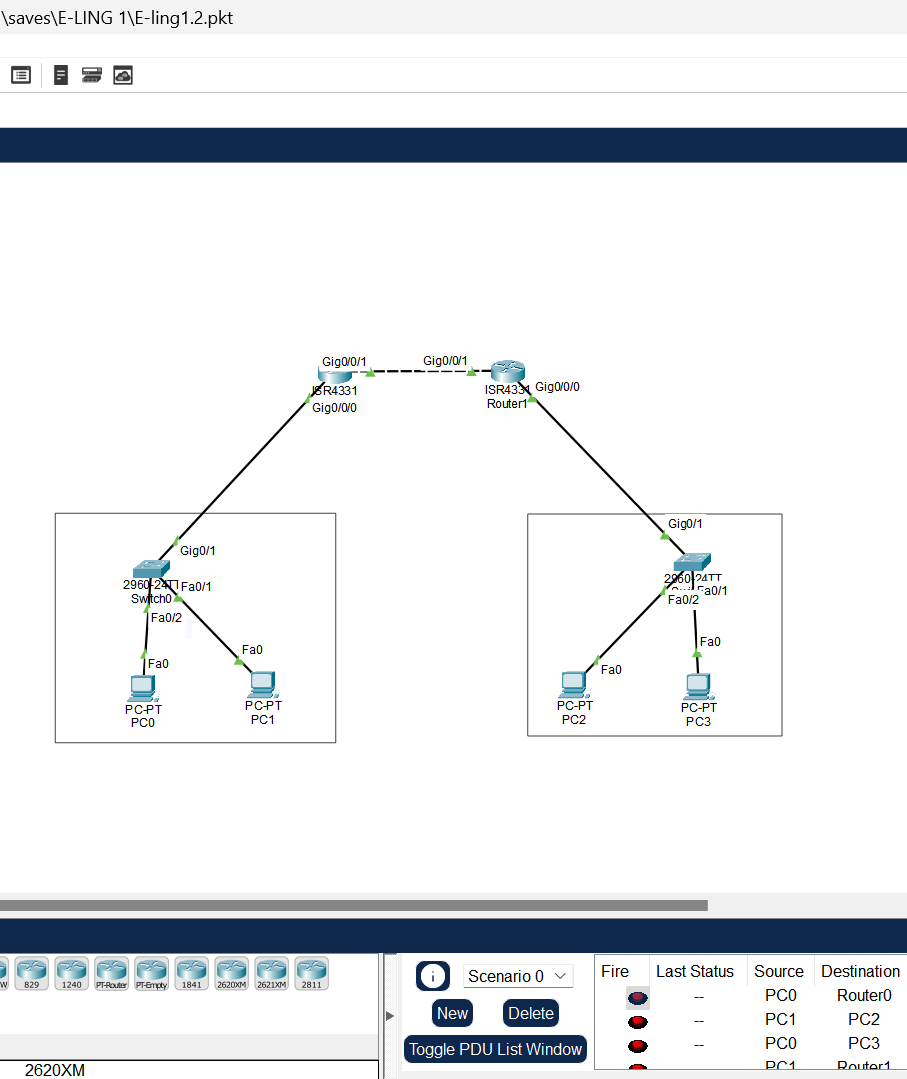 \saves\E-LING 1\E-ling1.2.pkt
Gig0/0/1
Gig0/0/1
ISR4331
Gig0/0/0
ISR4331
Router1
Gig0/0/0
Gig0/1
Gig0/1
2960-24TT
Switch0
Fa0/1
Fa0/2
2960-24TT
Fa0/1
Fa0/2
Fa0
Fa0
Fa0
Fa0
PC-PT
PC0
PC-PT
PC1
PC-PT
PC2
PC-PT
PC3
W
829
1240
PT-Router
PT-Empty
1841
2620XM
2621XM
2811
2620XM
Scenario 0
New
Delete
Toggle PDU List Window
Fire Last Status Source Destination
-- PC0 Router0
-- PC1 PC2
-- PC0 PC3
PC1 Router1